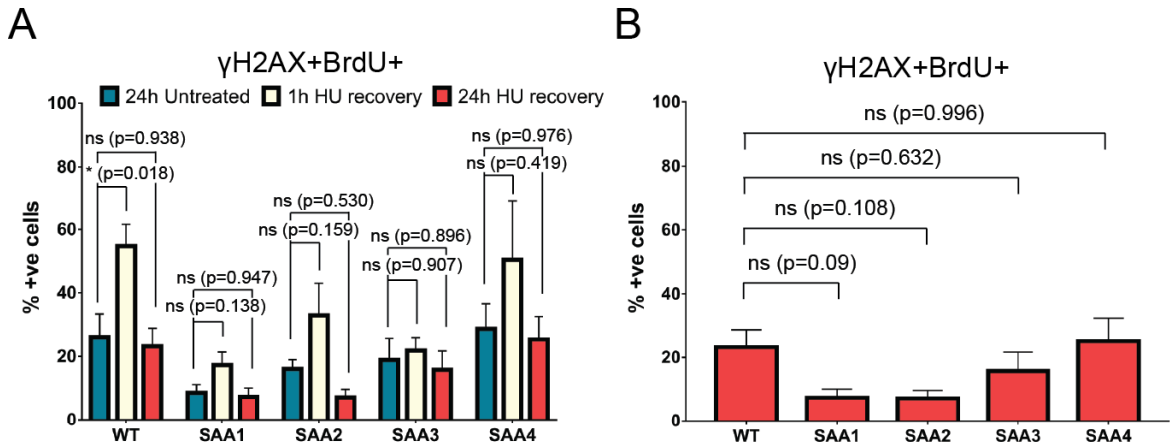 A
γH2AX+BrdU+
24h Untreated 1h HU recovery 24h HU recovery
% +ve cells
100
80
60
40
20
0
ns (p=0.938)
* (p=0.018)
ns (p=0.947)
ns (p=0.138)
ns (p=0.530)
ns (p=0.159)
ns (p=0.896)
ns (p=0.907)
ns (p=0.976)
ns (p=0.419)
WT SAA1 SAA2 SAA3 SAA4
B
γH2AX+BrdU+
% +ve cells
100
80
60
40
20
0
ns (p=0.996)
ns (p=0.632)
ns (p=0.108)
ns (p=0.09)
WT SAA1 SAA2 SAA3 SAA4